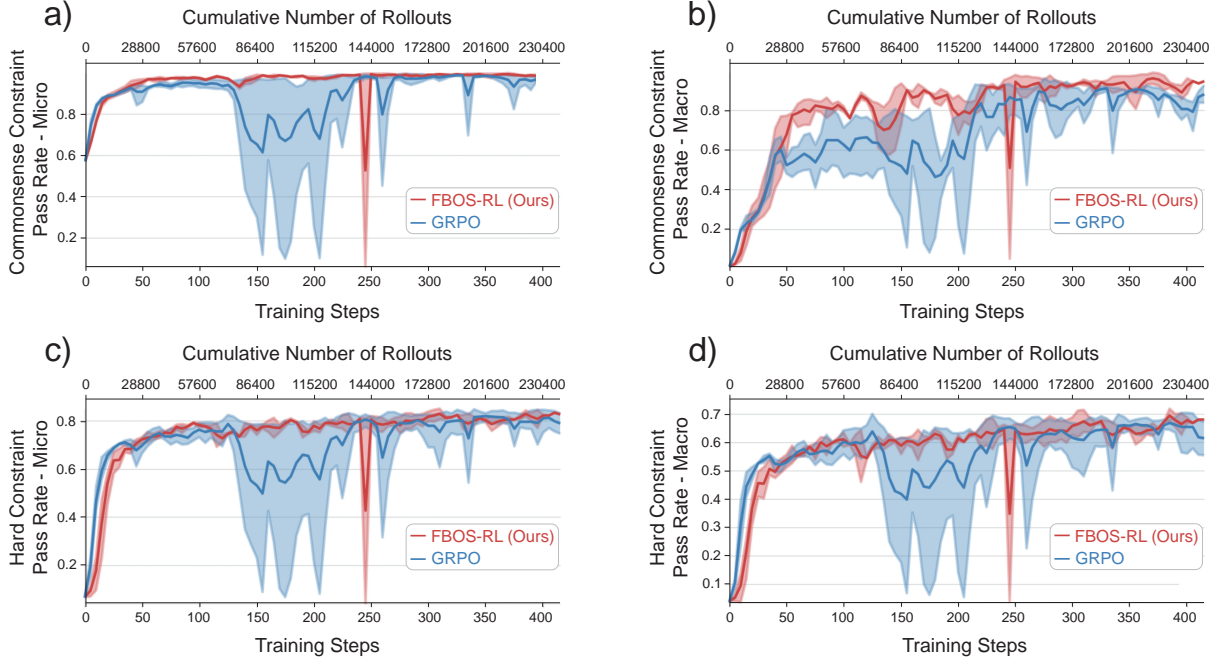 a)
Cumulative Number of Rollouts
0 28800 57600 86400 115200 144000 172800 201600 230400
Commonsense Constraint
Pass Rate - Micro
0.8
0.6
0.4
0.2
FBOS-RL (Ours)
GRPO
0 50 100 150 200 250 300 350 400
Training Steps
b)
Cumulative Number of Rollouts
0 28800 57600 86400 115200 144000 172800 201600 230400
Commonsense Constraint
Pass Rate - Macro
0.8
0.6
0.4
0.2
FBOS-RL (Ours)
GRPO
0 50 100 150 200 250 300 350 400
Training Steps
c)
Cumulative Number of Rollouts
0 28800 57600 86400 115200 144000 172800 201600 230400
Hard Constraint
Pass Rate - Micro
0.8
0.6
0.4
0.2
FBOS-RL (Ours)
GRPO
0 50 100 150 200 250 300 350 400
Training Steps
d)
Cumulative Number of Rollouts
0 28800 57600 86400 115200 144000 172800 201600 230400
Hard Constraint
Pass Rate - Macro
0.7
0.6
0.5
0.4
0.3
0.2
0.1
FBOS-RL (Ours)
GRPO
0 50 100 150 200 250 300 350 400
Training Steps